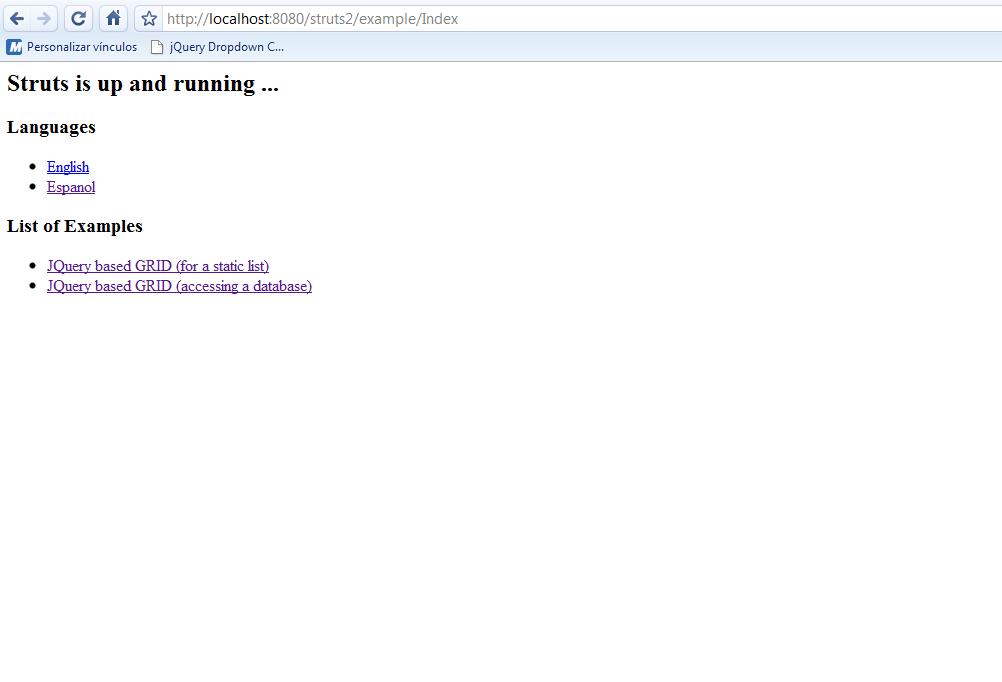 http://localhost:8080/struts2/example/Index
M Personalizar vínculos jQuery Dropdown C...
Struts is up and running ...
Languages
English
Espanol
List of Examples
JQuery based GRID (for a static list)
JQuery based GRID (accessing a database)